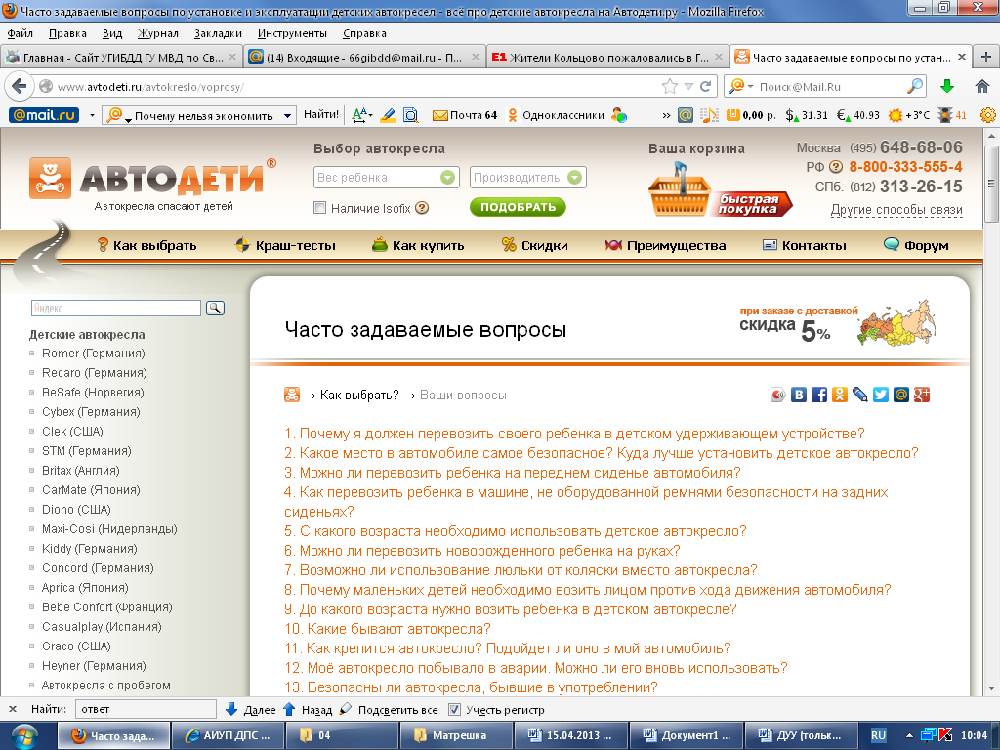 Часто задаваемые вопросы по установке и эксплуатации детских автокресел - всё про детские автокресла на Автодети.ру - Mozilla Firefox
Файл Правка Вид Журнал Закладки Инструменты Справка
Главная - Сайт УГИБДД ГУ МВД по Св...
(14) Входящие - 66gibdd@mail.ru - П...
E1 Жители Кольцово пожаловались в Г...
Часто задаваемые вопросы по устан...
www.avtodeti.ru/avtokreslo/voprosy/
Поиск@Mail.Ru
@mail.ru Почему нельзя экономить Найти! Почта 64 Одноклассники » 0,00 р. $ 31.31 € 40.93 +3°C 41
АВТОДЕТИ®
Автокресла спасают детей
Выбор автокресла
Вес ребенка Производитель
Наличие Isofix ? ПОДОБРАТЬ
Ваша корзина
быстрая
покупка
Москва (495) 648-68-06
РФ ? 8-800-333-555-4
СПб. (812) 313-26-15
Другие способы связи
Как выбрать Краш-тесты Как купить Скидки Преимущества Контакты Форум
Яндекс
Детские автокресла
Romer (Германия)
Recaro (Германия)
BeSafe (Норвегия)
Cybex (Германия)
Clek (США)
STM (Германия)
Britax (Англия)
CarMate (Япония)
Diono (США)
Maxi-Cosi (Нидерланды)
Kiddy (Германия)
Concord (Германия)
Aprica (Япония)
Bebe Confort (Франция)
Casualplay (Испания)
Graco (США)
Heyner (Германия)
Автокресла с пробегом
Часто задаваемые вопросы
при заказе с доставкой
скидка 5%
→ Как выбрать? → Ваши вопросы
1. Почему я должен перевозить своего ребенка в детском удерживающем устройстве?
2. Какое место в автомобиле самое безопасное? Куда лучше установить детское автокресло?
3. Можно ли перевозить ребенка на переднем сиденье автомобиля?
4. Как перевозить ребенка в машине, не оборудованной ремнями безопасности на задних
сиденьях?
5. С какого возраста необходимо использовать детское автокресло?
6. Можно ли перевозить новорожденного ребенка на руках?
7. Возможно ли использование люльки от коляски вместо автокресла?
8. Почему маленьких детей необходимо возить лицом против хода движения автомобиля?
9. До какого возраста нужно возить ребенка в детском автокресле?
10. Какие бывают автокресла?
11. Как крепится автокресло? Подойдет ли оно в мой автомобиль?
12. Моё автокресло побывало в аварии. Можно ли его вновь использовать?
13. Безопасны ли автокресла, бывшие в употреблении?
× Найти: ответ Далее Назад Подсветить все Учесть регистр
Часто зада... АИУП ДПС ... 04 Матрешка 15.04.2013 ... Документ1 ... ДУУ (тольк... RU 10:04